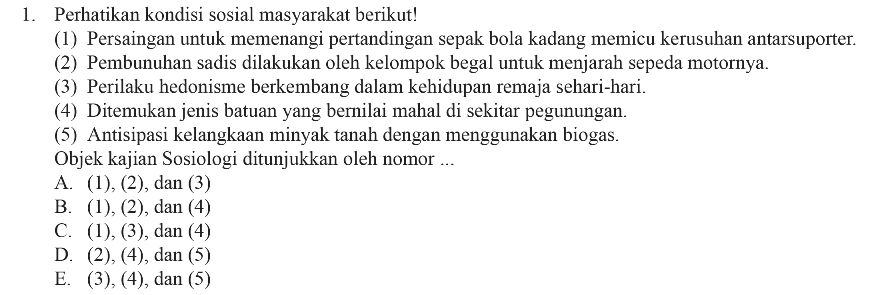 1. Perhatikan kondisi sosial masyarakat berikut!
(1) Persaingan untuk memenangi pertandingan sepak bola kadang memicu kerusuhan antarsuporter.
(2) Pembunuhan sadis dilakukan oleh kelompok begal untuk menjarah sepeda motornya.
(3) Perilaku hedonisme berkembang dalam kehidupan remaja sehari-hari.
(4) Ditemukan jenis batuan yang bernilai mahal di sekitar pegunungan.
(5) Antisipasi kelangkaan minyak tanah dengan menggunakan biogas.
Objek kajian Sosiologi ditunjukkan oleh nomor ...
A. (1), (2), dan (3)
B. (1), (2), dan (4)
C. (1), (3), dan (4)
D. (2), (4), dan (5)
E. (3), (4), dan (5)